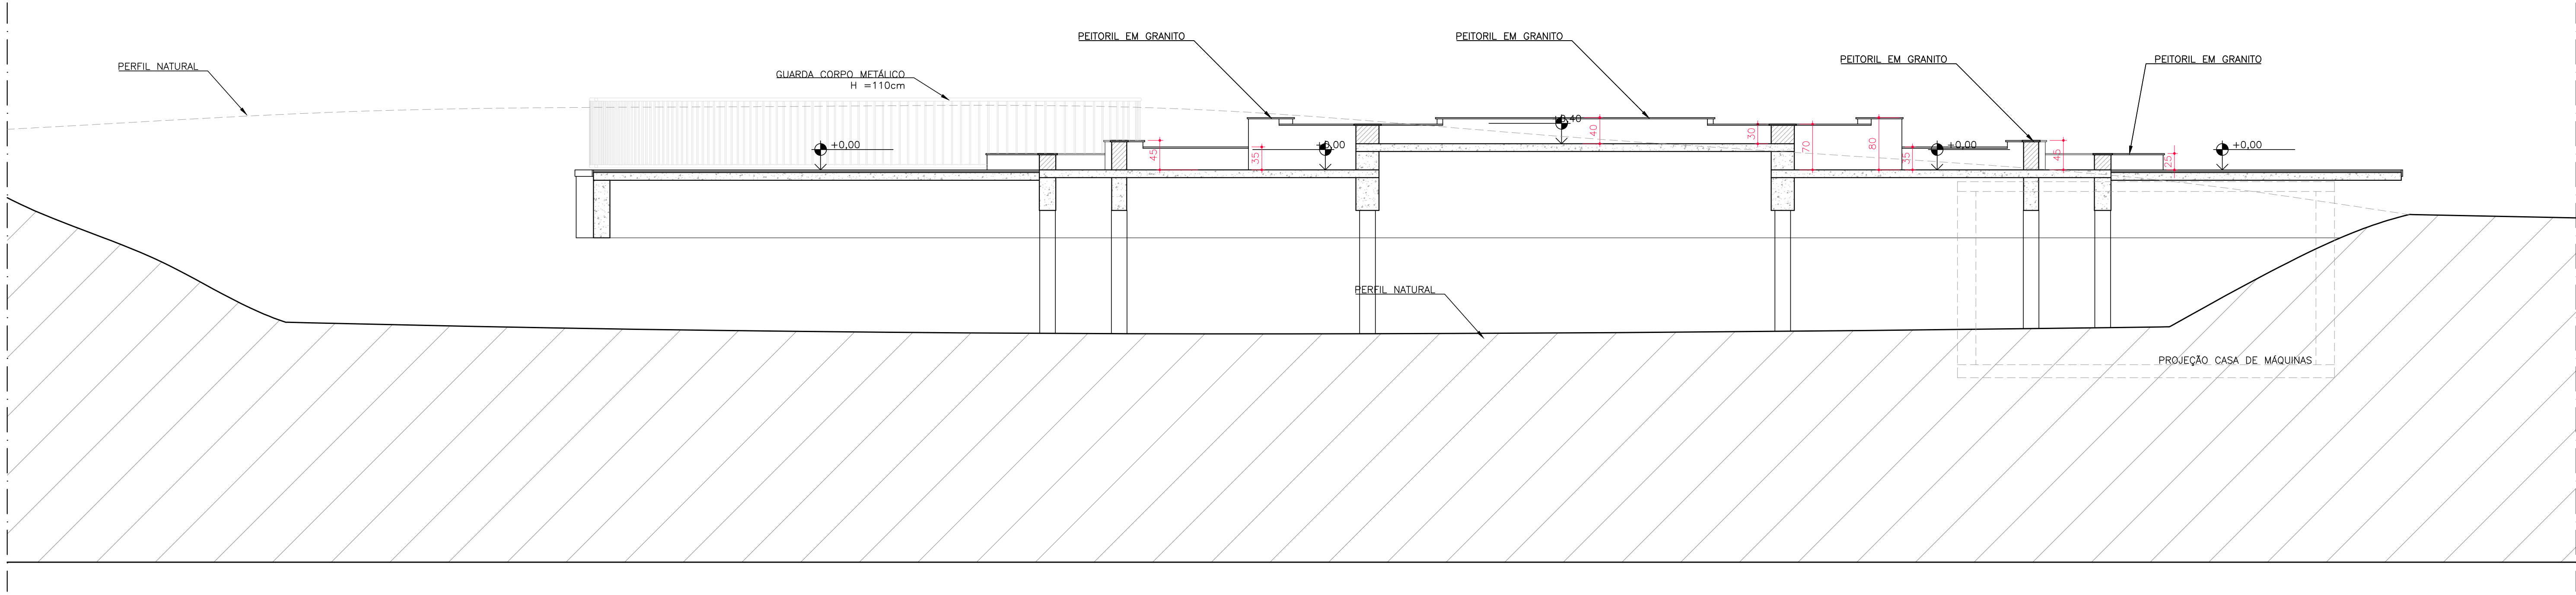 PEITORIL EM GRANITO
PEITORIL EM GRANITO
PEITORIL EM GRANITO
PEITORIL EM GRANITO
PERFIL NATURAL
GUARDA CORPO METÁLICO
H =110cm
+0,40
40
30
70
80
+0,00
+0,00
+0,00
+0,00
45
35
35
45
25
PERFIL NATURAL
PROJEÇÃO CASA DE MÁQUINAS